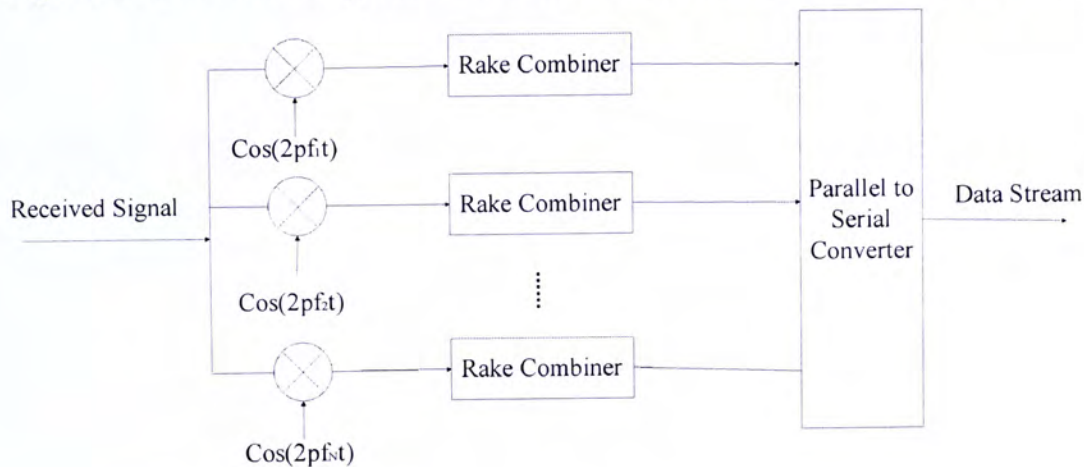 Rake Combiner
Cos(2pf₁t)
Received Signal
Rake Combiner
Parallel to
Serial
Converter
Data Stream
Cos(2pf₂t)
Rake Combiner
Cos(2pfₙt)